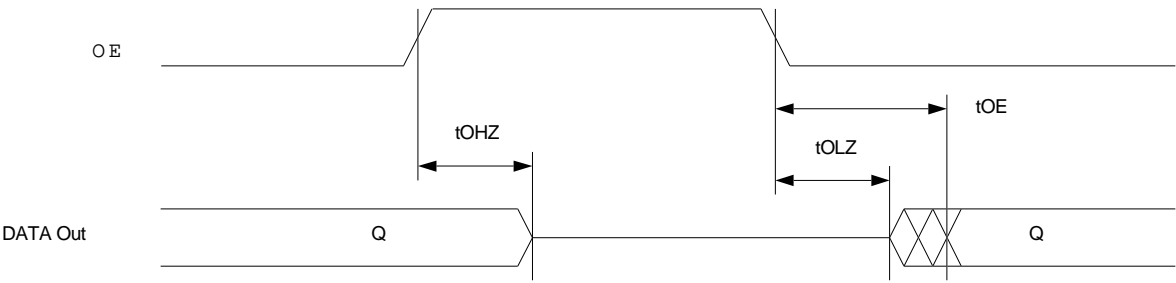 OE
tOE
tOHZ
tOLZ
DATA Out
Q
Q